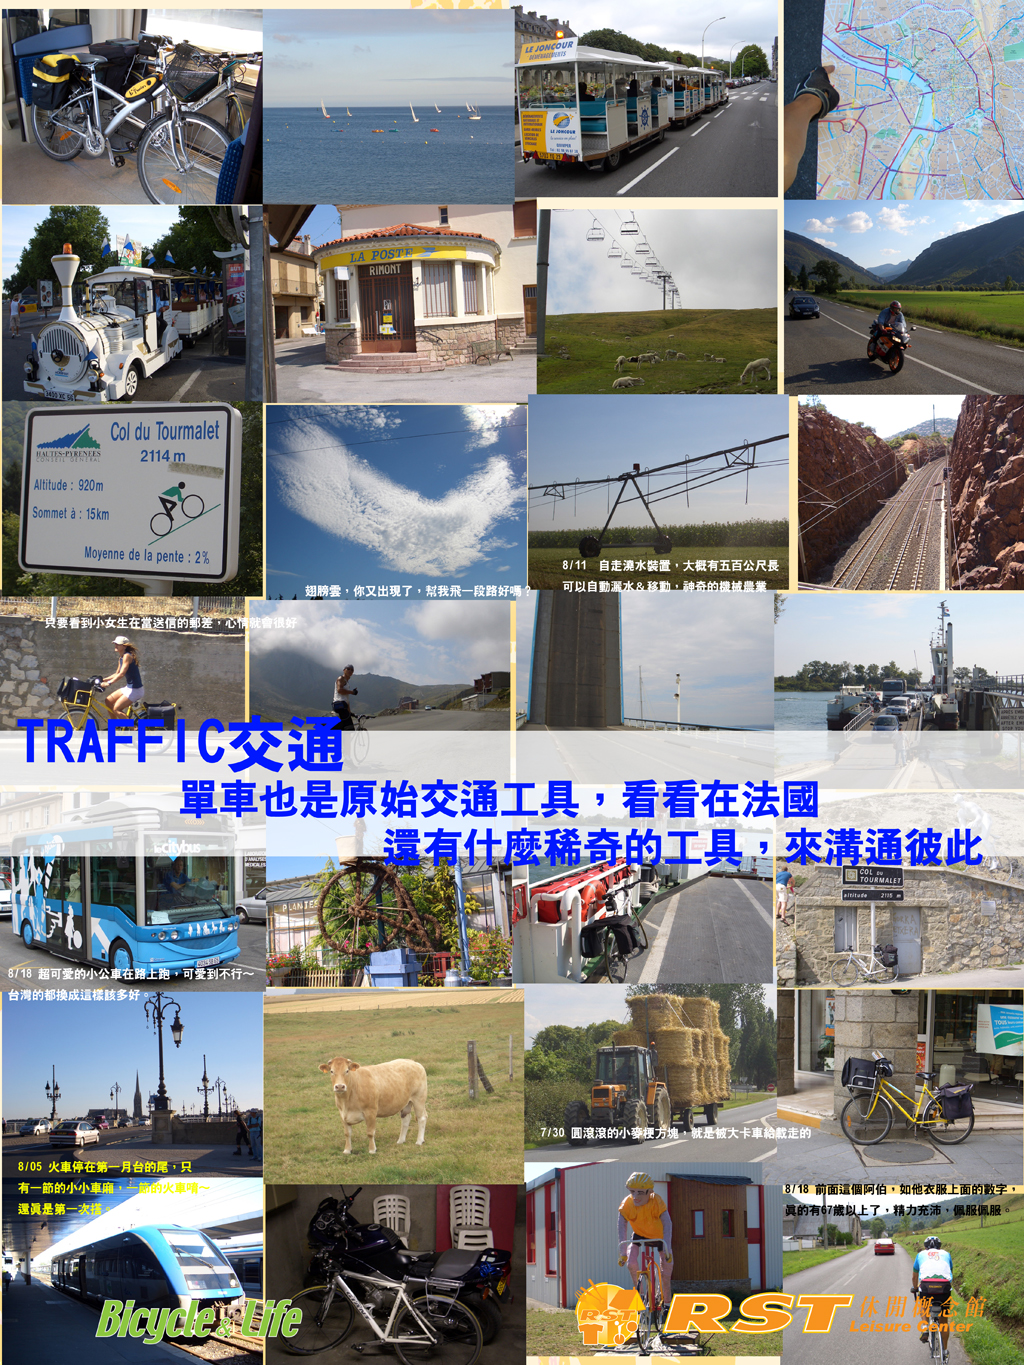 LE JONCOUR
DEMENAGEMENTS
LE JONCOUR
LA POSTE
RIMONT
HAUTES-PYRENEES
CONSEIL GENERAL
Col du Tourmalet
2114 m
Altitude : 920m
Sommet à : 15km
Moyenne de la pente : 2%
翅膀雲，你又出現了，幫我飛一段路好嗎？
8/11 自走澆水裝置，大概有五百公尺長
可以自動灑水＆移動，神奇的機械農業
只要看到小女生在當送信的郵差，心情就會很好
TRAFFIC交通
單車也是原始交通工具，看看在法國
還有什麼稀奇的工具，來溝通彼此
citybus
PLANTES
COL DU
TOURMALET
altitude 2115 m
8/18 超可愛的小公車在路上跑，可愛到不行～
台灣的都換成這樣該多好。
7/30 圓滾滾的小麥梗方塊，就是被大卡車給載走的
8/05 火車停在第一月台的尾，只
有一節的小小車廂，一節的火車唷～
還真是第一次搭。
8/18 前面這個阿伯，如他衣服上面的數字，
真的有67歲以上了，精力充沛，佩服佩服。
Bicycle & Life
RST
RST 休閒概念館
Leisure Center